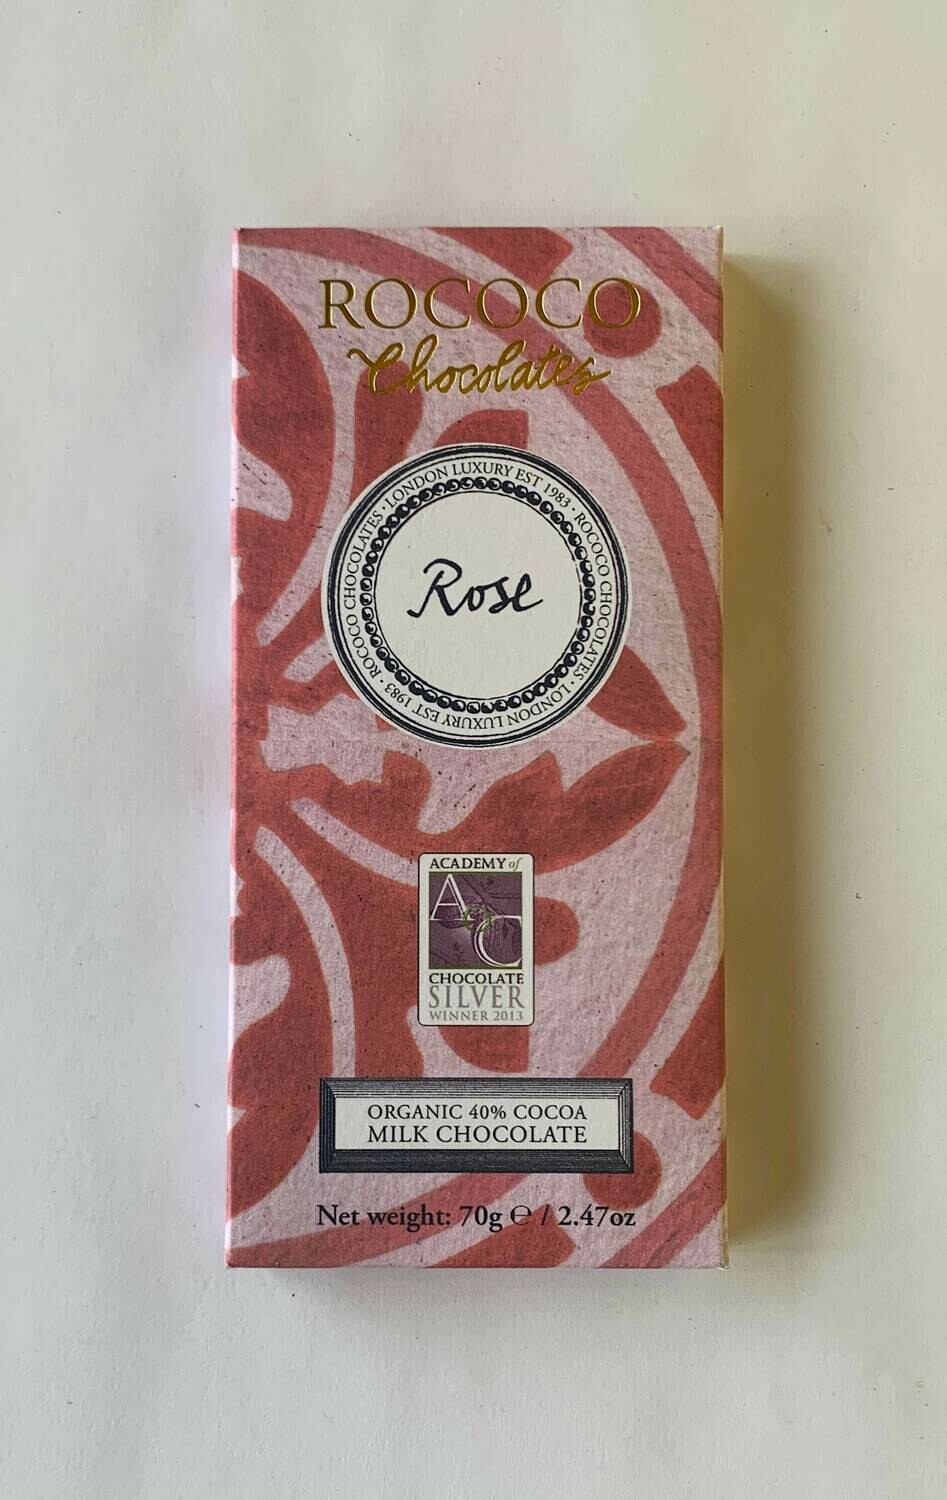 ROCOCO
Chocolates
ROCOCO CHOCOLATES · LONDON LUXURY EST 1983 · ROCOCO CHOCOLATES · LONDON LUXURY EST 1983 ·
Rose
ACADEMY of
AoC
CHOCOLATE
SILVER
WINNER 2013
ORGANIC 40% COCOA
MILK CHOCOLATE
Net weight: 70g ℮ / 2.47oz